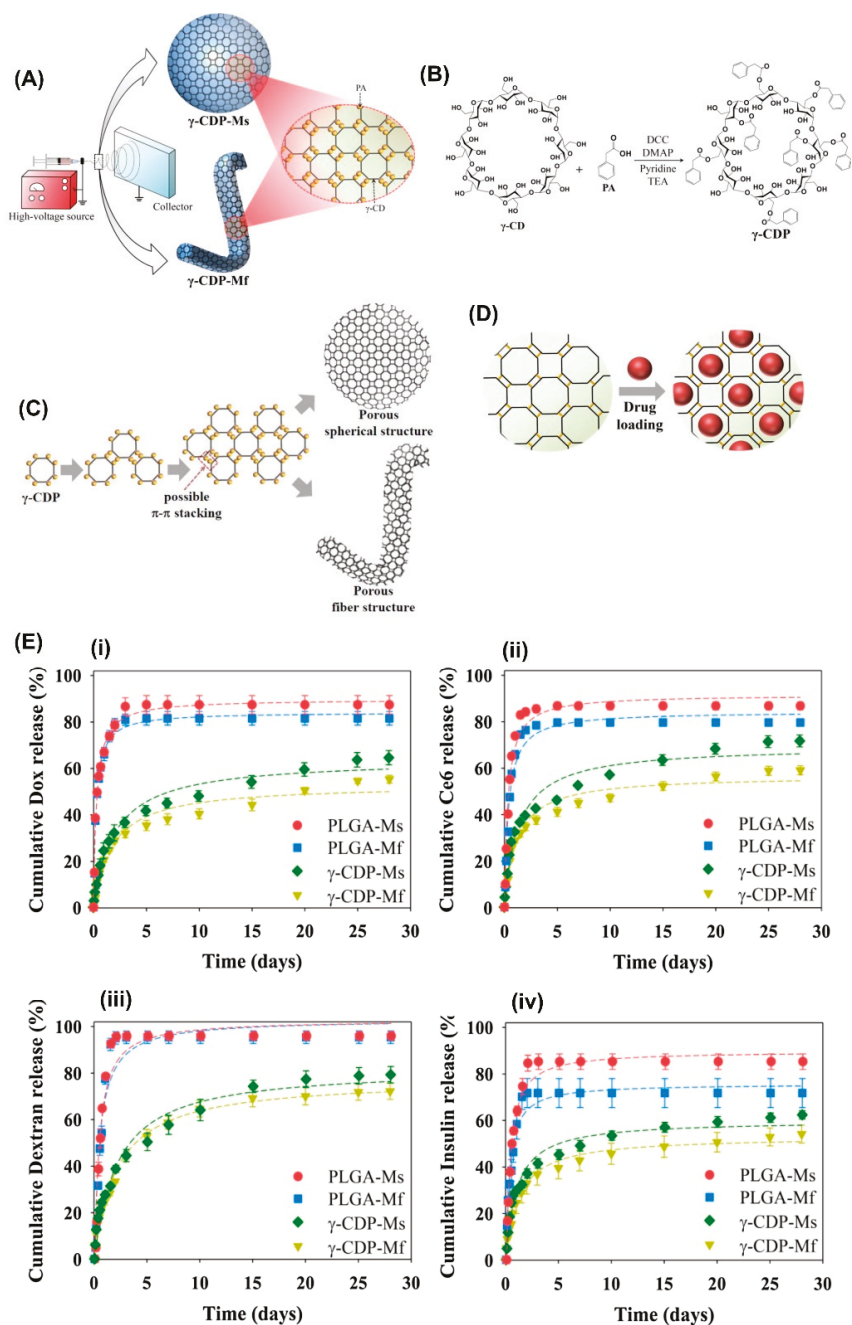 (A)
γ-CDP-Ms
PA
γ-CD
High-voltage source
Collector
γ-CDP-Mf
(B)
γ-CD
+
PA
OH
O
DCC
DMAP
Pyridine
TEA
γ-CDP
(C)
γ-CDP
possible
π-π stacking
Porous
spherical structure
Porous
fiber structure
(D)
Drug
loading
(E)
(i)
Cumulative Dox release (%)
100
80
60
40
20
0
PLGA-Ms
PLGA-Mf
γ-CDP-Ms
γ-CDP-Mf
0 5 10 15 20 25 30
Time (days)
(ii)
Cumulative Ce6 release (%)
100
80
60
40
20
0
PLGA-Ms
PLGA-Mf
γ-CDP-Ms
γ-CDP-Mf
0 5 10 15 20 25 30
Time (days)
(iii)
Cumulative Dextran release (%)
100
80
60
40
20
0
PLGA-Ms
PLGA-Mf
γ-CDP-Ms
γ-CDP-Mf
0 5 10 15 20 25 30
Time (days)
(iv)
Cumulative Insulin release (%
100
80
60
40
20
0
PLGA-Ms
PLGA-Mf
γ-CDP-Ms
γ-CDP-Mf
0 5 10 15 20 25 30
Time (days)